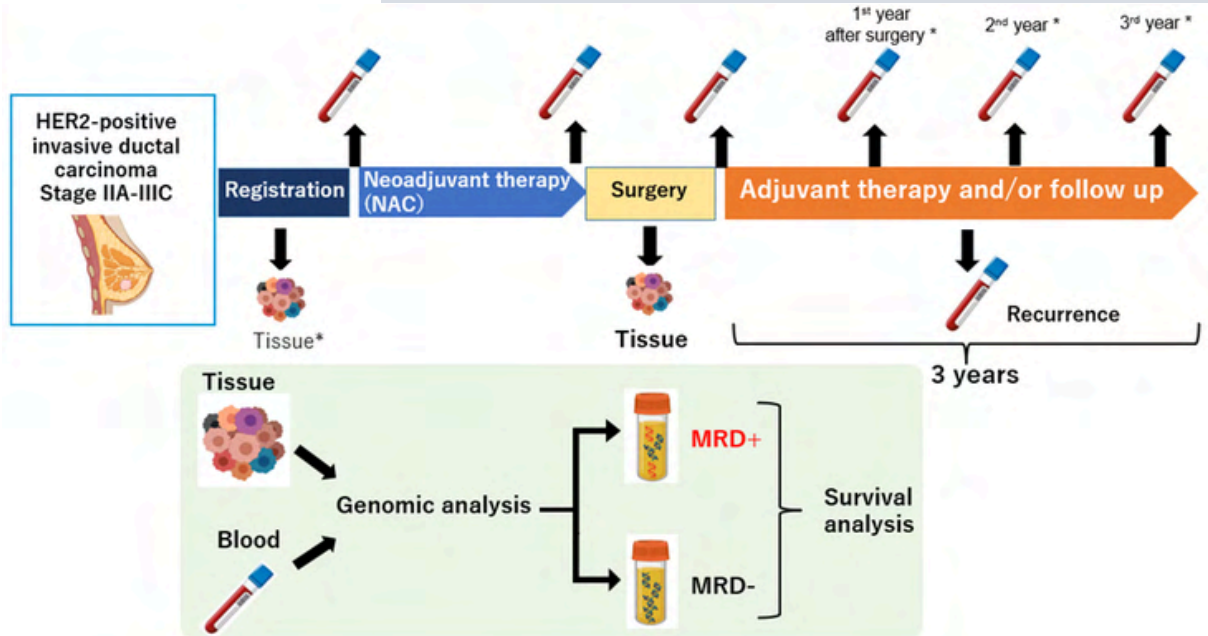 1st year
after surgery *
2nd year *
3rd year *
HER2-positive
invasive ductal
carcinoma
Stage IIA-IIIC
Registration
Neoadjuvant therapy
(NAC)
Surgery
Adjuvant therapy and/or follow up
Tissue*
Tissue
Recurrence
3 years
Tissue
Blood
Genomic analysis
MRD+
MRD-
Survival
analysis